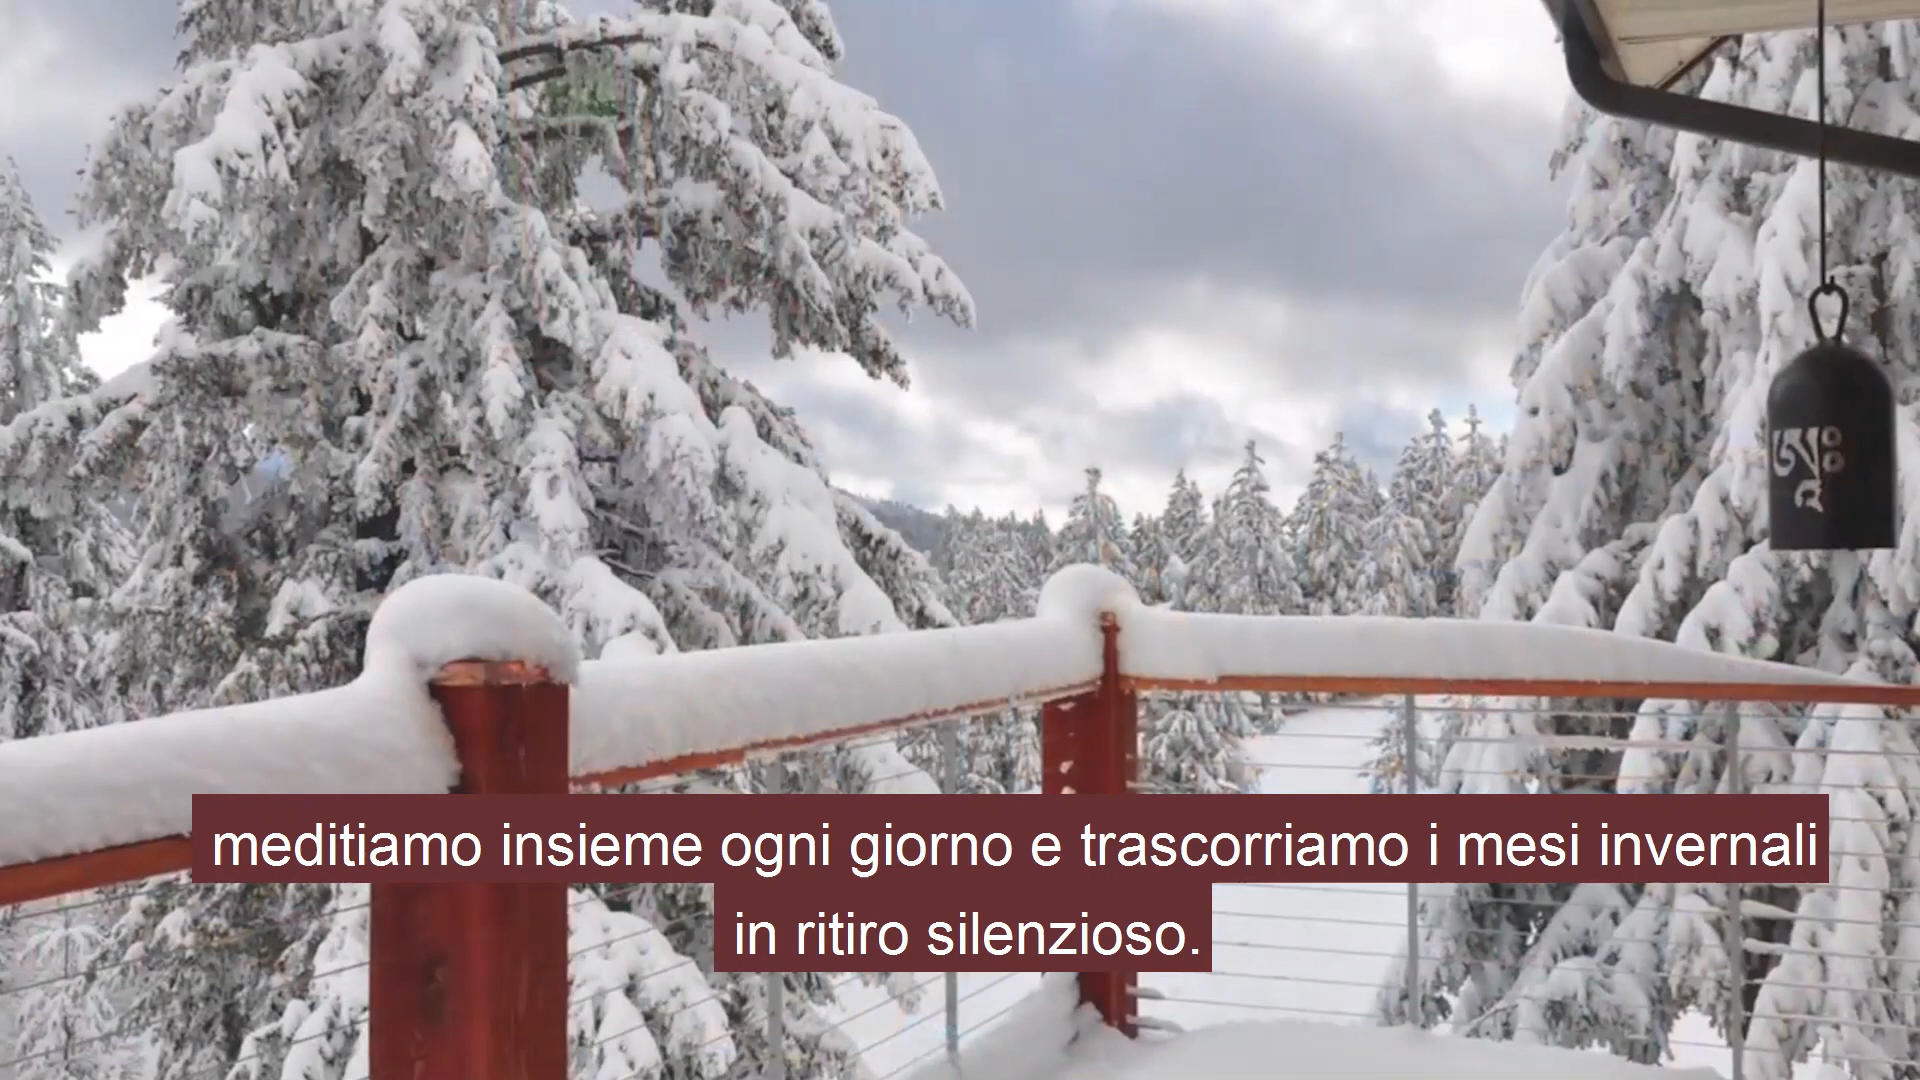 meditiamo insieme ogni giorno e trascorriamo i mesi invernali
in ritiro silenzioso.